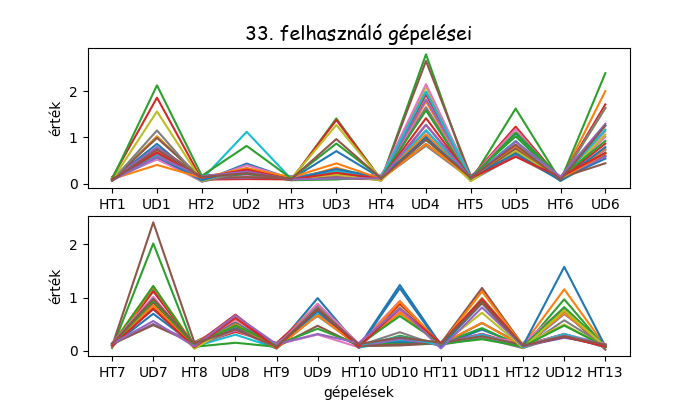 33. felhasználó gépelései
érték
2
1
0
HT1 UD1 HT2 UD2 HT3 UD3 HT4 UD4 HT5 UD5 HT6 UD6
érték
2
1
0
HT7 UD7 HT8 UD8 HT9 UD9 HT10 UD10 HT11 UD11 HT12 UD12 HT13
gépelések